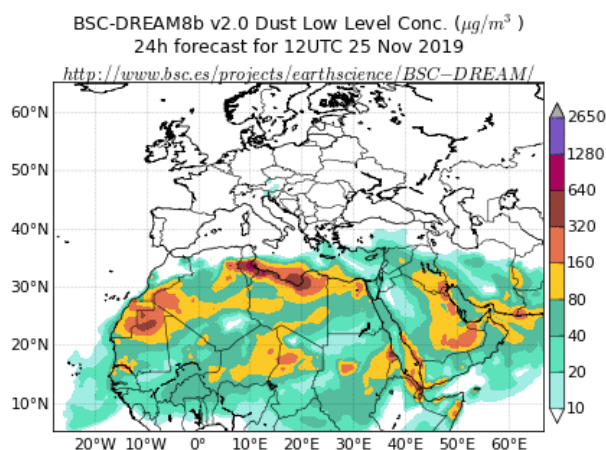 BSC-DREAM8b v2.0 Dust Low Level Conc. (μg/m³ )
24h forecast for 12UTC 25 Nov 2019
http://www.bsc.es/projects/earthscience/BSC−DREAM/
60°N
50°N
40°N
30°N
20°N
10°N
20°W 10°W 0° 10°E 20°E 30°E 40°E 50°E 60°E
2650
1280
640
320
160
80
40
20
10